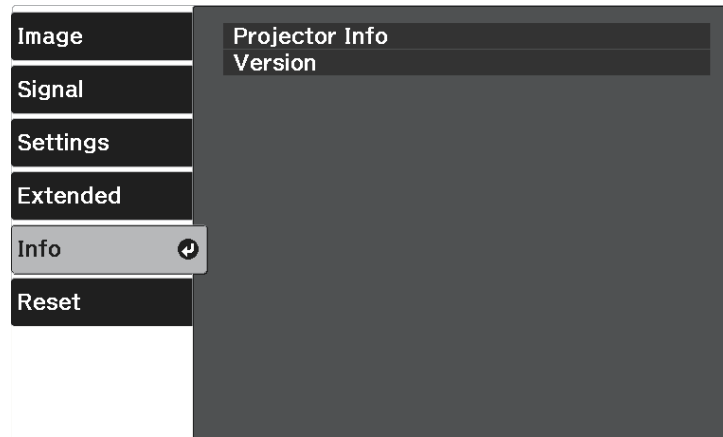 Image
Signal
Settings
Extended
Info
Reset
Projector Info
Version